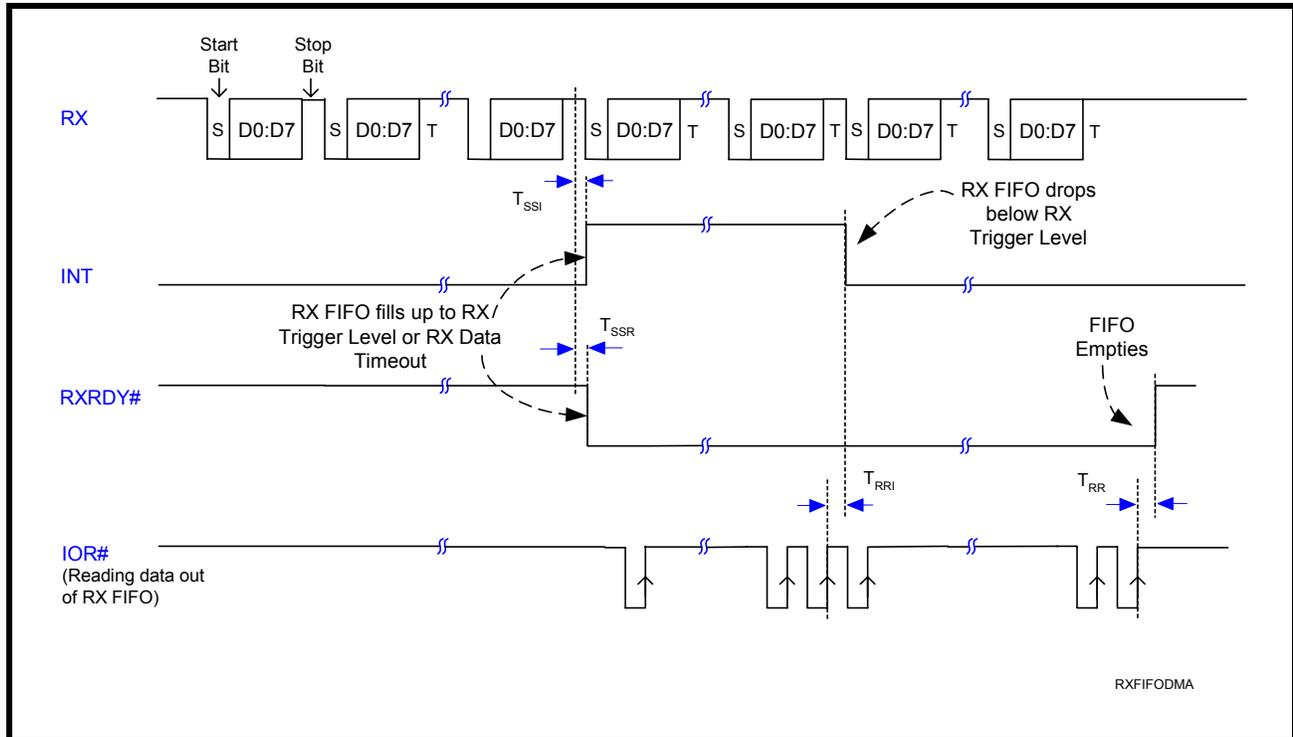 Start
Bit
Stop
Bit
RX
S D0:D7 S D0:D7 T D0:D7 S D0:D7 T S D0:D7 T S D0:D7 T S D0:D7 T
TSSI
RX FIFO drops
below RX
Trigger Level
INT
RX FIFO fills up to RX
Trigger Level or RX Data
Timeout
TSSR
FIFO
Empties
RXRDY#
TRRI
TRR
IOR#
(Reading data out
of RX FIFO)
RXFIFODMA